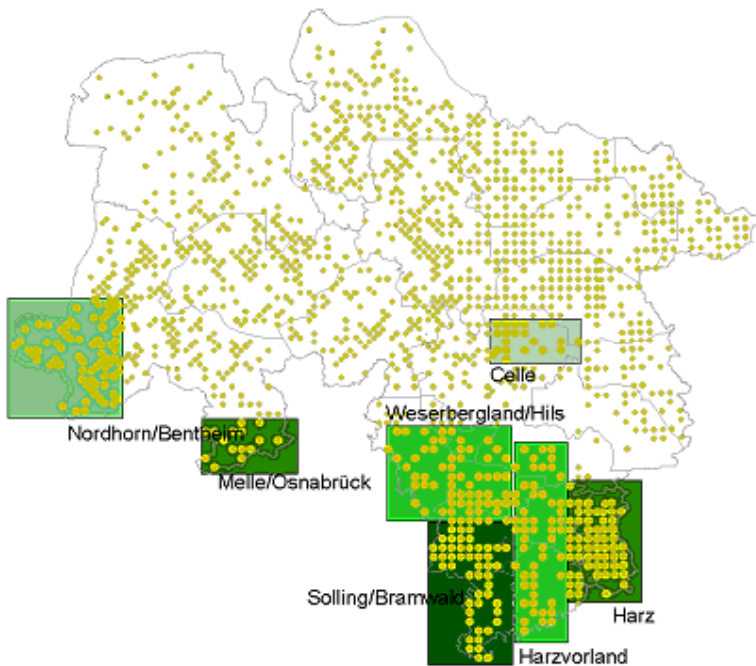 Celle
Weserbergland/Hils
Nordhorn/Bentheim
Melle/Osnabrück
Solling/Bramwald
Harz
Harzvorland